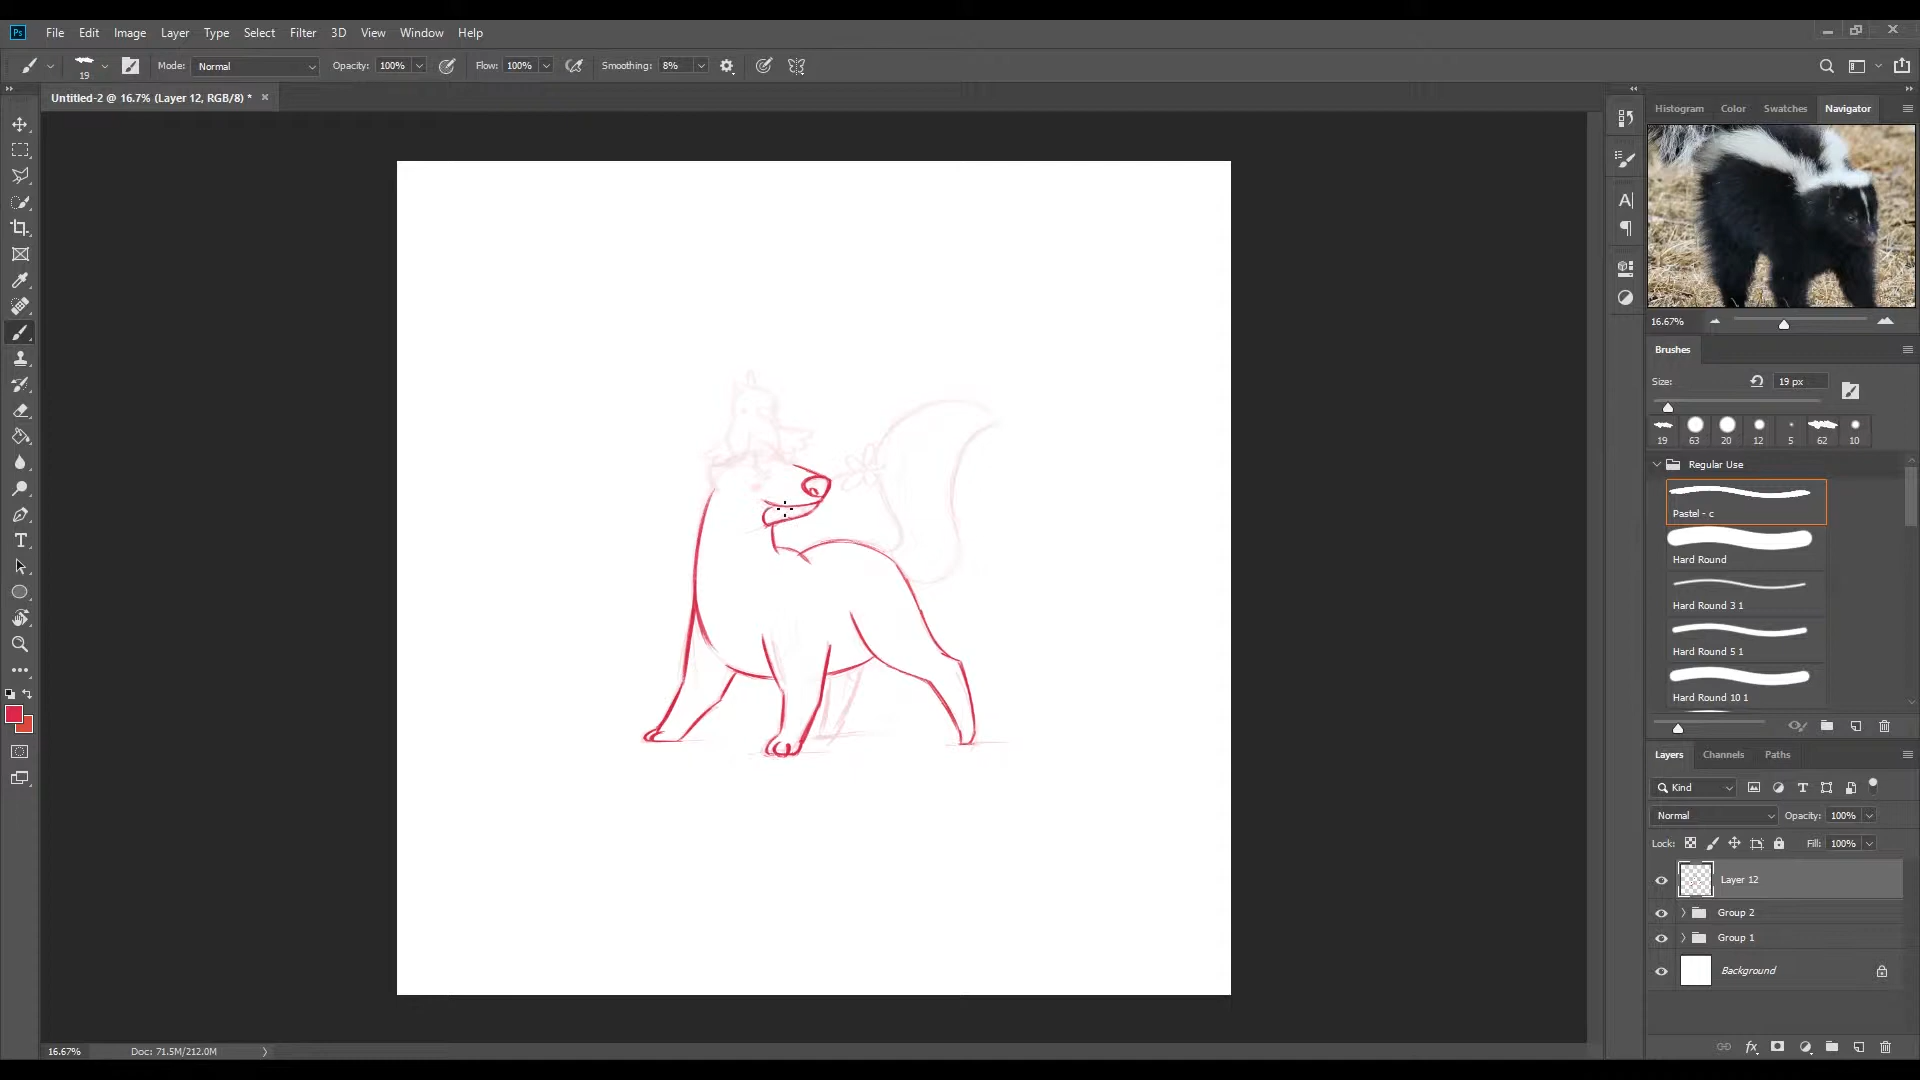 Ps File Edit Image Layer Type Select Filter 3D View Window Help
19 Mode: Normal Opacity: 100% Flow: 100% Smoothing: 8%
Untitled-2 @ 16.7% (Layer 12, RGB/8) *
Histogram Color Swatches Navigator
16.67%
Brushes
Size: 19 px
19 63 20 12 5 62 10
Regular Use
Pastel - c
Hard Round
Hard Round 3 1
Hard Round 5 1
Hard Round 10 1
Layers Channels Paths
Kind
Normal Opacity: 100%
Lock: Fill: 100%
Layer 12
Group 2
Group 1
Background
fx
16.67% Doc: 71.5M/212.0M